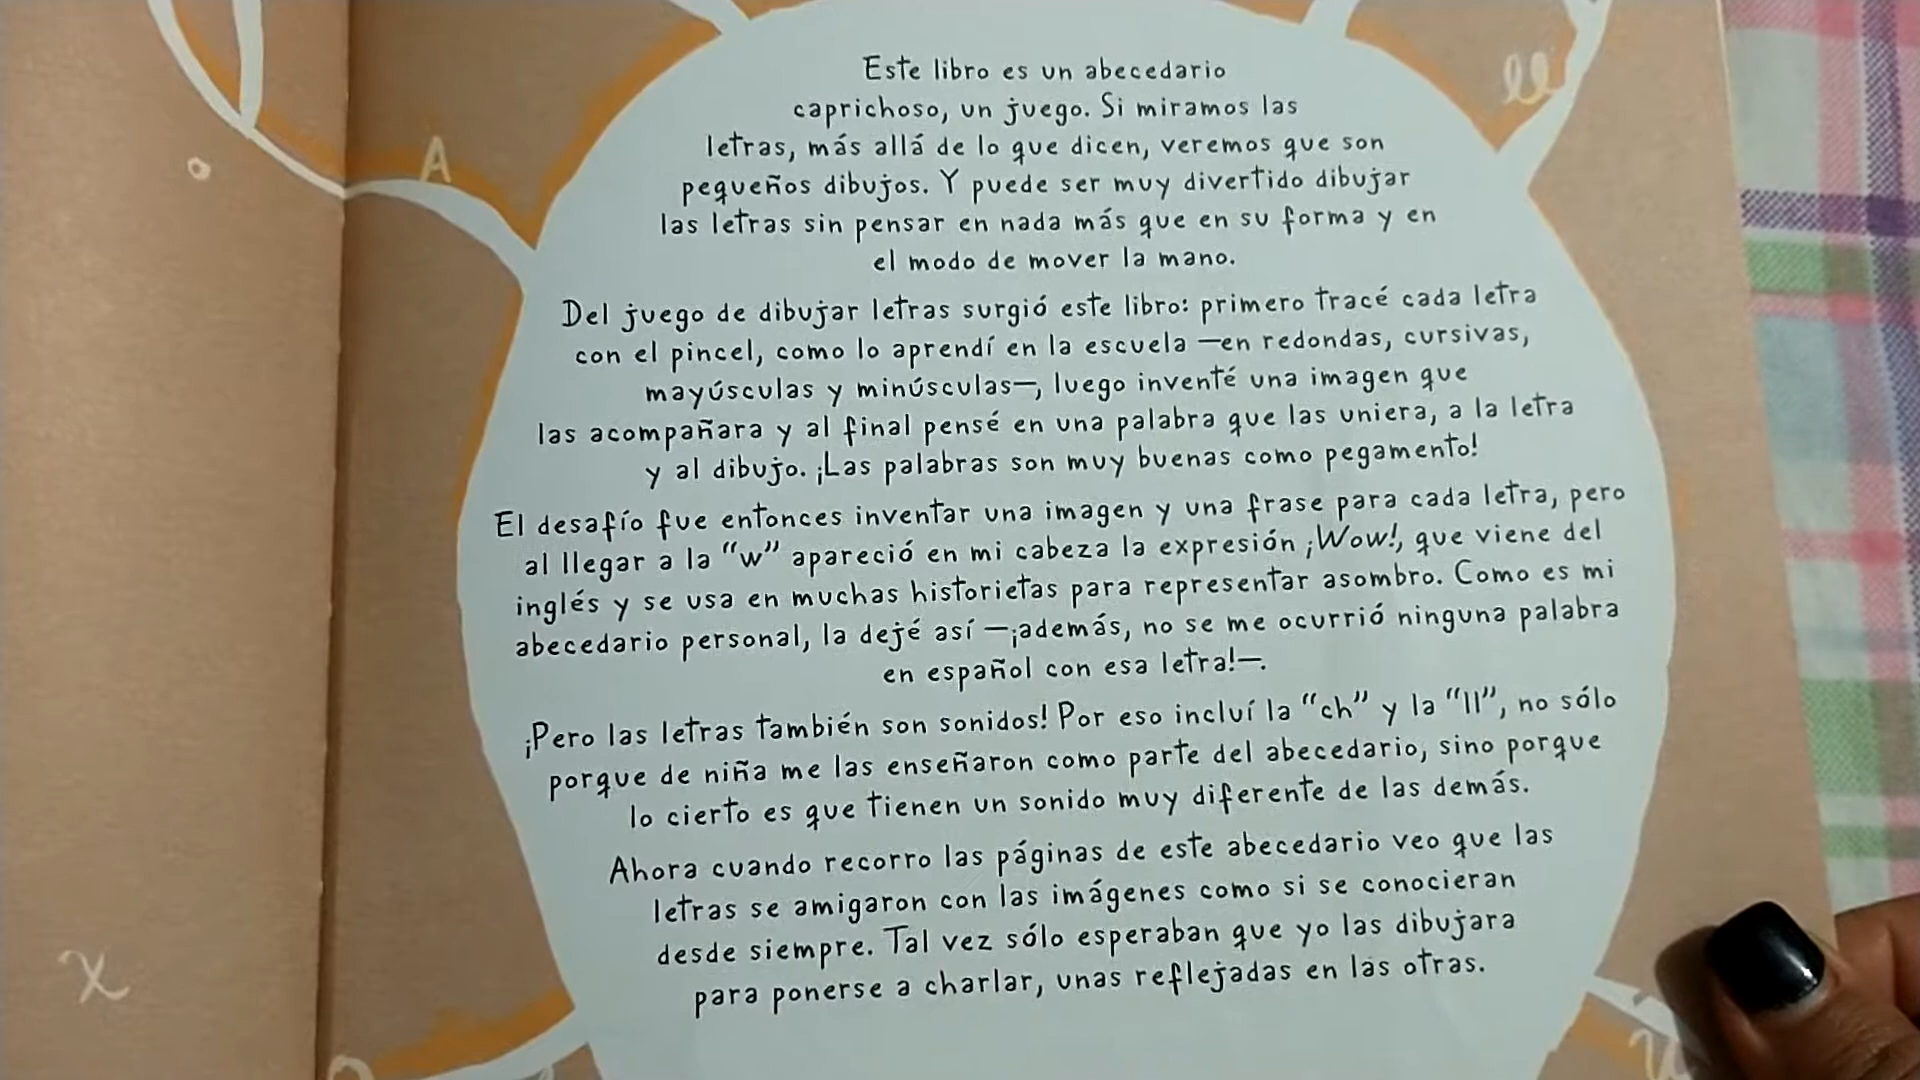 Este libro es un abecedario
caprichoso, un juego. Si miramos las
letras, más allá de lo que dicen, veremos que son
pequeños dibujos. Y puede ser muy divertido dibujar
las letras sin pensar en nada más que en su forma y en
el modo de mover la mano.
Del juego de dibujar letras surgió este libro: primero tracé cada letra
con el pincel, como lo aprendí en la escuela —en redondas, cursivas,
mayúsculas y minúsculas—, luego inventé una imagen que
las acompañara y al final pensé en una palabra que las uniera, a la letra
y al dibujo. ¡Las palabras son muy buenas como pegamento!
El desafío fue entonces inventar una imagen y una frase para cada letra, pero
al llegar a la “w” apareció en mi cabeza la expresión ¡Wow!, que viene del
inglés y se usa en muchas historietas para representar asombro. Como es mi
abecedario personal, la dejé así —¡además, no se me ocurrió ninguna palabra
en español con esa letra!—.
¡Pero las letras también son sonidos! Por eso incluí la “ch” y la “ll”, no sólo
porque de niña me las enseñaron como parte del abecedario, sino porque
lo cierto es que tienen un sonido muy diferente de las demás.
Ahora cuando recorro las páginas de este abecedario veo que las
letras se amigaron con las imágenes como si se conocieran
desde siempre. Tal vez sólo esperaban que yo las dibujara
para ponerse a charlar, unas reflejadas en las otras.
ll
A
o
x